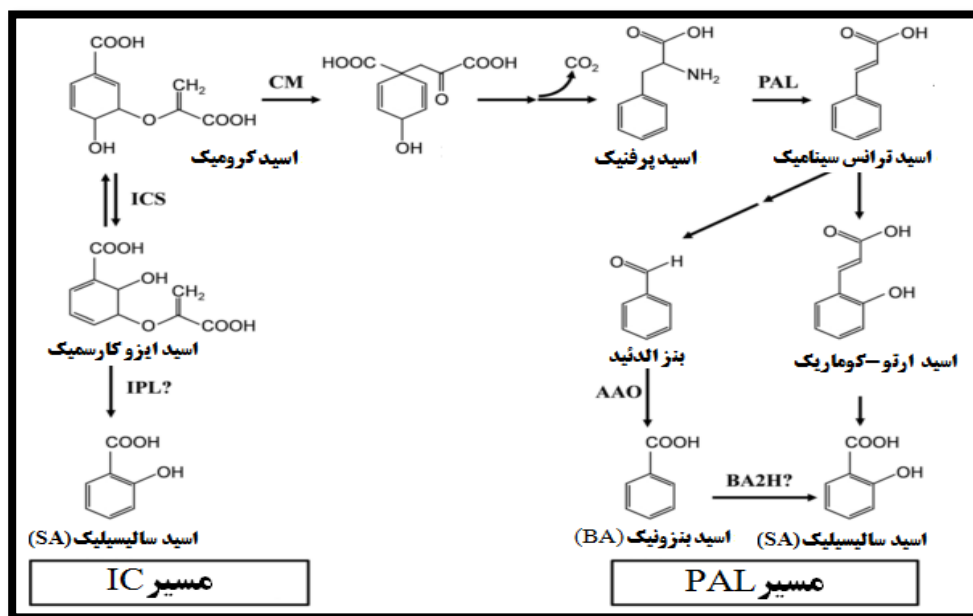 COOH
CH₂
O
COOH
OH
اسید کرومیک
CM
HOOC
COOH
O
OH
CO₂
O
OH
NH₂
اسید پرفنیک
PAL
O
OH
اسید ترانس سینامیک
ICS
COOH
OH
CH₂
O
COOH
اسید ایزو کارسمیک
O
H
بنز الدئید
O
OH
OH
اسید ارتو-کوماریک
IPL?
AAO
COOH
OH
اسید سالیسیلیک (SA)
COOH
اسید بنزوئیک (BA)
BA2H?
COOH
OH
اسید سالیسیلیک (SA)
مسیر IC
مسیر PAL